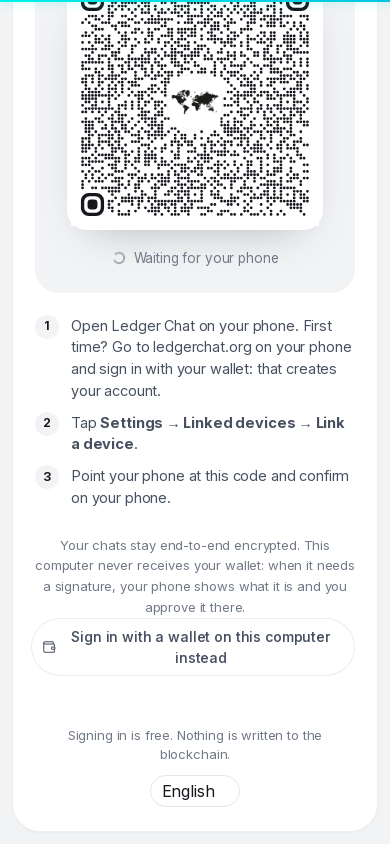 Waiting for your phone
1
Open Ledger Chat on your phone. First
time? Go to ledgerchat.org on your phone
and sign in with your wallet: that creates
your account.
2
Tap Settings → Linked devices → Link
a device.
3
Point your phone at this code and confirm
on your phone.
Your chats stay end-to-end encrypted. This
computer never receives your wallet: when it needs
a signature, your phone shows what it is and you
approve it there.
Sign in with a wallet on this computer
instead
Signing in is free. Nothing is written to the
blockchain.
English